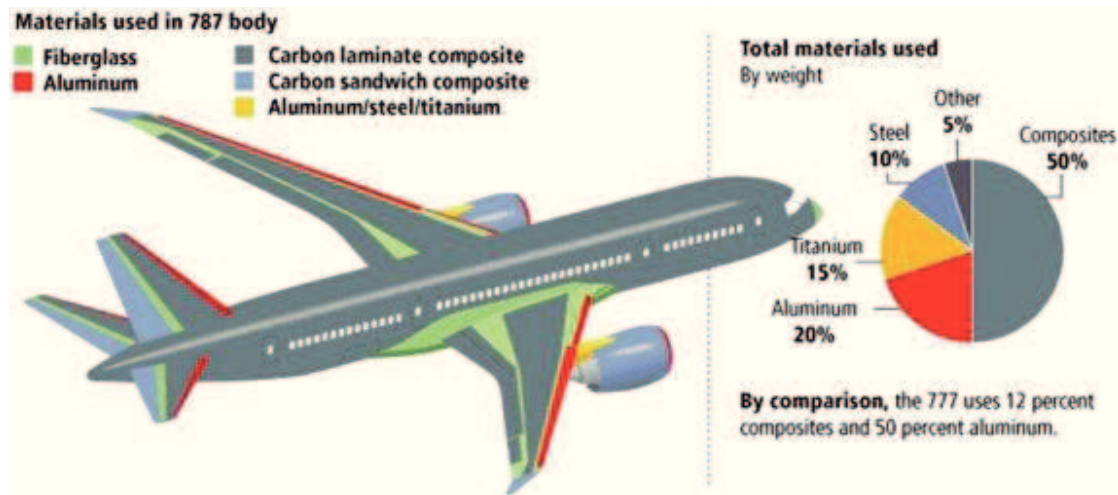 Materials used in 787 body
Fiberglass
Aluminum
Carbon laminate composite
Carbon sandwich composite
Aluminum/steel/titanium
Total materials used
By weight
Other
5%
Steel
10%
Composites
50%
Titanium
15%
Aluminum
20%
By comparison, the 777 uses 12 percent
composites and 50 percent aluminum.